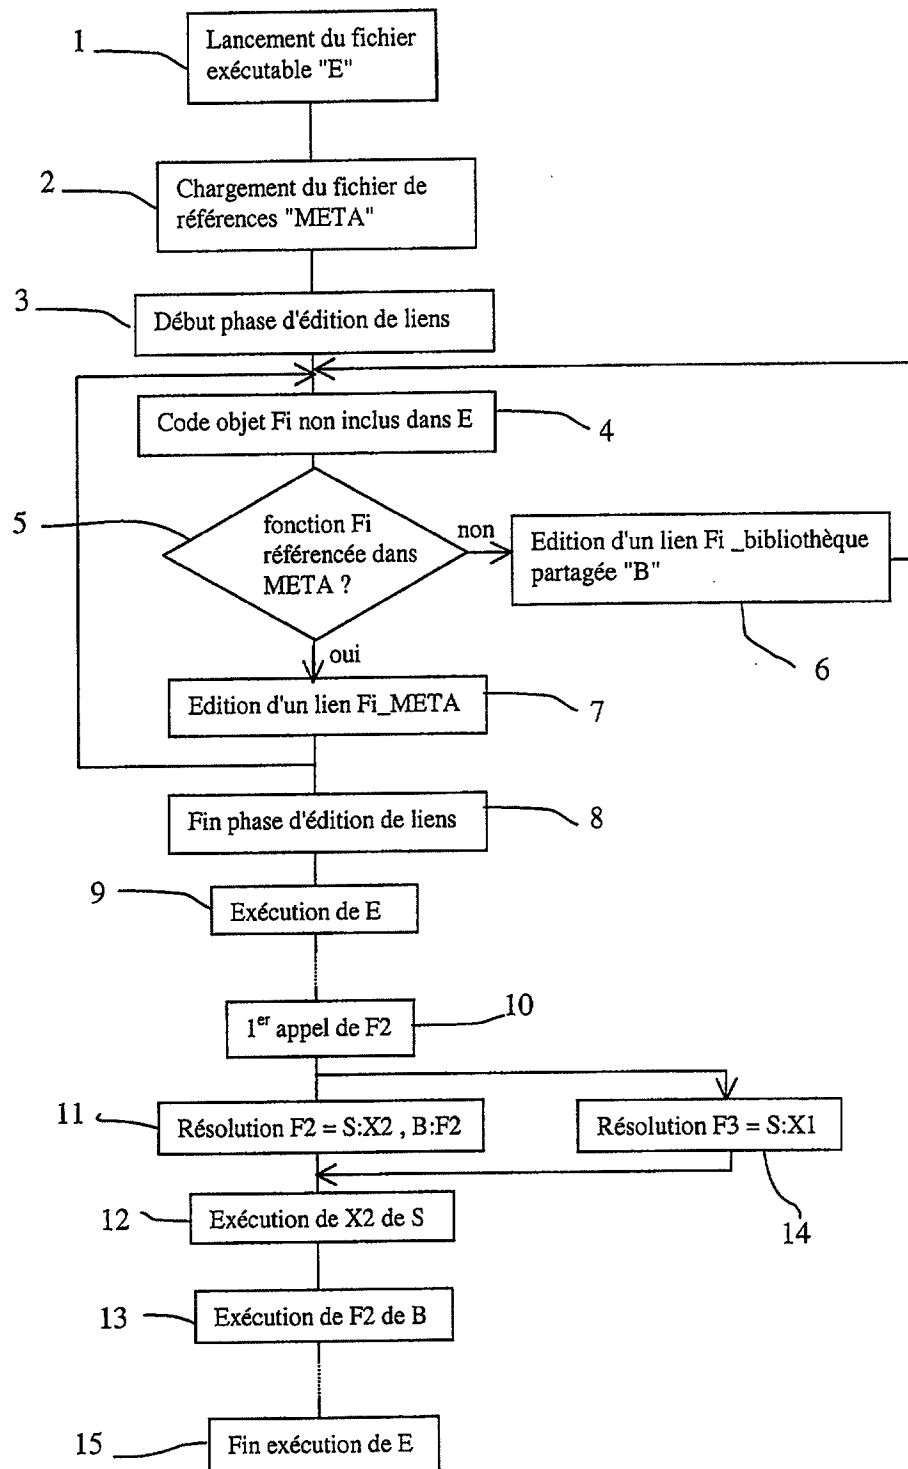 1
Lancement du fichier
exécutable "E"
2
Chargement du fichier de
références "META"
3
Début phase d'édition de liens
Code objet Fi non inclus dans E
4
5
fonction Fi
référencée dans
META ?
non
Edition d'un lien Fi _bibliothèque
partagée "B"
6
oui
Edition d'un lien Fi_META
7
Fin phase d'édition de liens
8
9
Exécution de E
1er appel de F2
10
11
Résolution F2 = S:X2 , B:F2
Résolution F3 = S:X1
14
12
Exécution de X2 de S
13
Exécution de F2 de B
15
Fin exécution de E